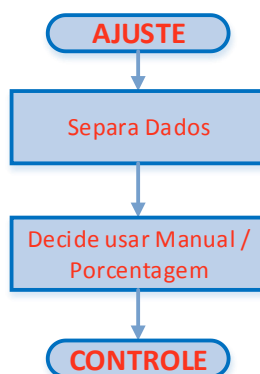 AJUSTE
Separa Dados
Decide usar Manual /
Porcentagem
CONTROLE